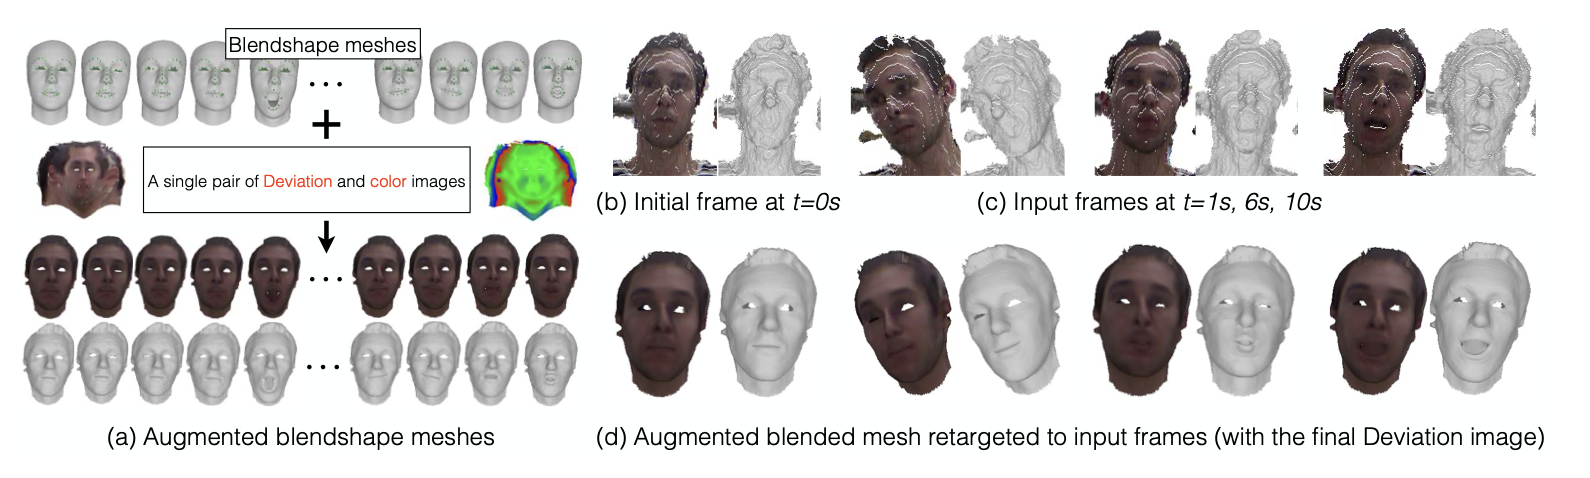 Blendshape meshes
...
+
A single pair of Deviation and color images
...
...
(a) Augmented blendshape meshes
(b) Initial frame at t=0s
(c) Input frames at t=1s, 6s, 10s
(d) Augmented blended mesh retargeted to input frames (with the final Deviation image)